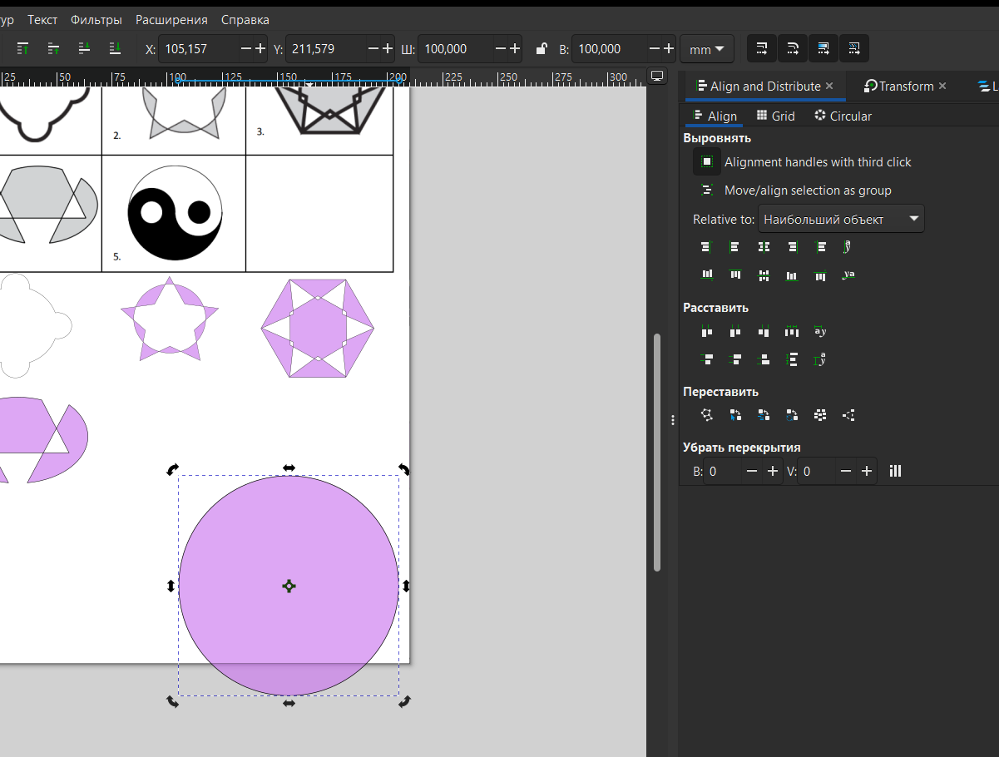 ур Текст Фильтры Расширения Справка
X: 105,157 Y: 211,579 Ш: 100,000 В: 100,000 mm
25 50 75 100 125 150 175 200 225 250 275 300
Align and Distribute Transform L
Align Grid Circular
Выровнять
Alignment handles with third click
Move/align selection as group
Relative to: Наибольший объект
Расставить
Переставить
Убрать перекрытия
В: 0 V: 0
2. 3.
5.